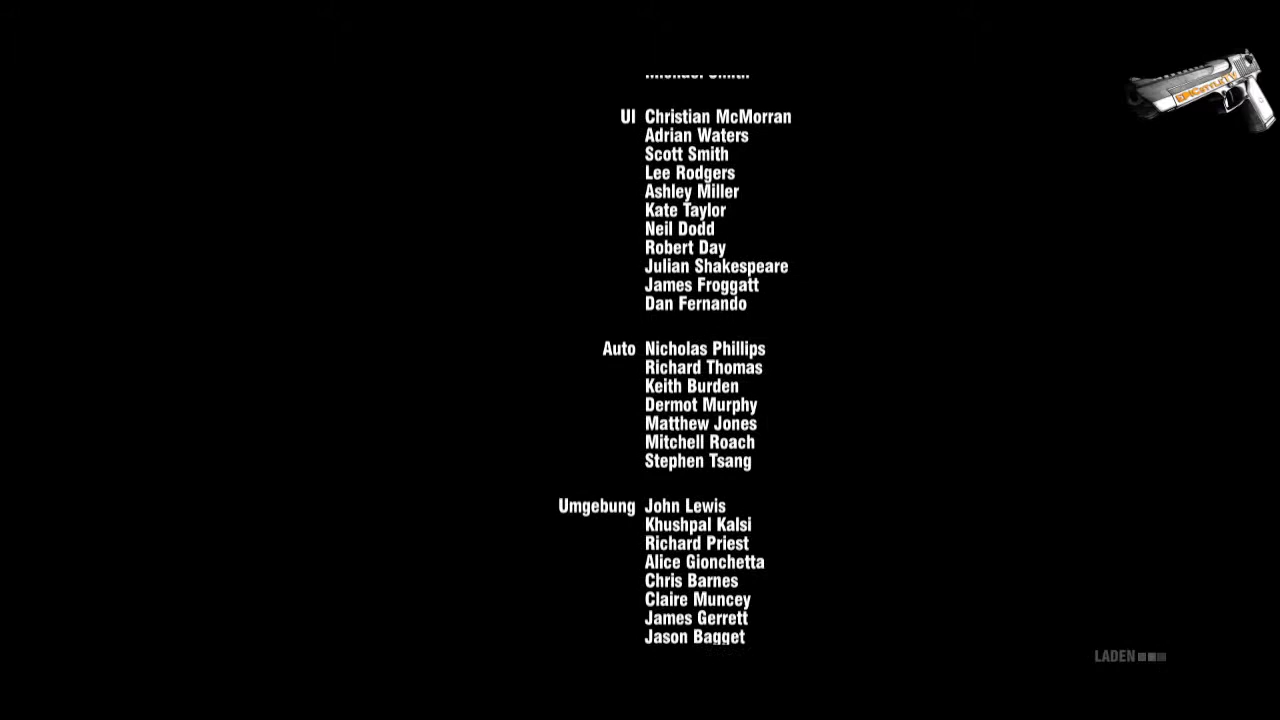 UI Christian McMorran
Adrian Waters
Scott Smith
Lee Rodgers
Ashley Miller
Kate Taylor
Neil Dodd
Robert Day
Julian Shakespeare
James Froggatt
Dan Fernando
Auto Nicholas Phillips
Richard Thomas
Keith Burden
Dermot Murphy
Matthew Jones
Mitchell Roach
Stephen Tsang
Umgebung John Lewis
Khushpal Kalsi
Richard Priest
Alice Gionchetta
Chris Barnes
Claire Muncey
James Gerrett
Jason Bagget
LADEN